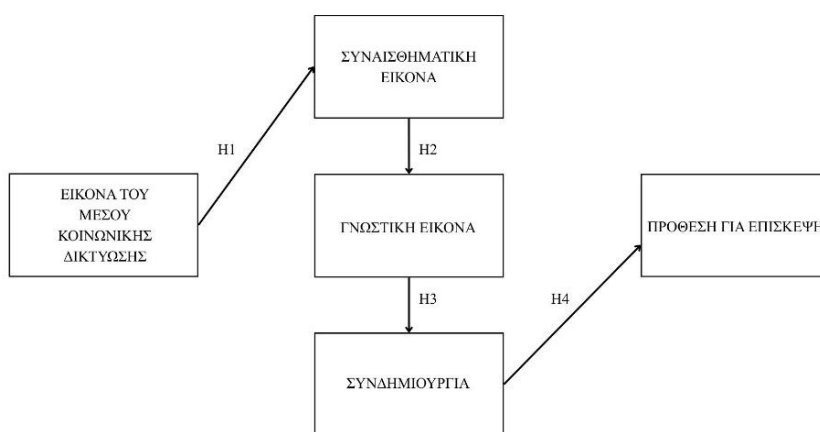 ΣΥΝΑΙΣΘΗΜΑΤΙΚΗ
ΕΙΚΟΝΑ
H1
H2
ΕΙΚΟΝΑ ΤΟΥ
ΜΕΣΟΥ
ΚΟΙΝΩΝΙΚΗΣ
ΔΙΚΤΥΩΣΗΣ
ΓΝΩΣΤΙΚΗ ΕΙΚΟΝΑ
ΠΡΟΘΕΣΗ ΓΙΑ ΕΠΙΣΚΕΨΗ
H3
H4
ΣΥΝΔΗΜΙΟΥΡΓΙΑ